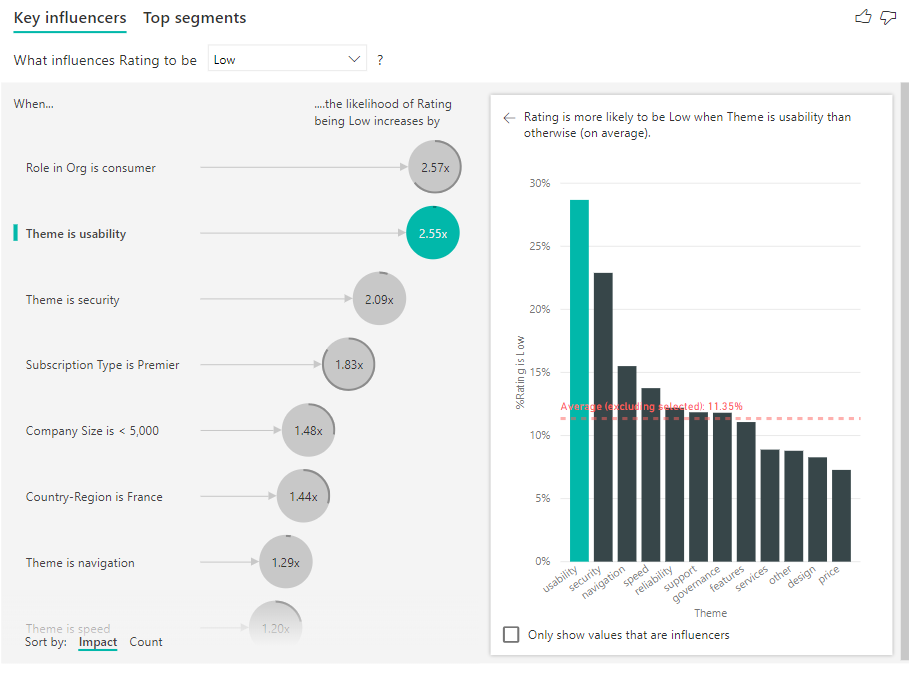 Key influencers Top segments
What influences Rating to be Low ?
When...
....the likelihood of Rating
being Low increases by
Role in Org is consumer 2.57x
Theme is usability 2.55x
Theme is security 2.09x
Subscription Type is Premier 1.83x
Company Size is < 5,000 1.48x
Country-Region is France 1.44x
Theme is navigation 1.29x
Theme is speed 1.20x
Sort by: Impact Count
Rating is more likely to be Low when Theme is usability than
otherwise (on average).
30%
25%
20%
15%
10%
5%
0%
%Rating is Low
Average (excluding selected): 11.35%
usability security navigation speed reliability support governance features services other design price
Theme
Only show values that are influencers